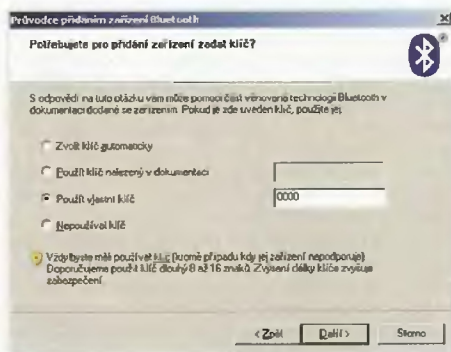 Průvodce přidáním zařízení Bluetooth
Potřebujete pro přidání zařízení zadat klíč?
S odpovědí na tuto otázku vám může pomoci část věnovaná technologii Bluetooth v
dokumentaci dodané se zařízením. Pokud je zde uveden klíč, použijte jej.
Zvolit klíč automaticky
Použít klíč nalezený v dokumentaci
Použít vlastní klíč
0000
Nepoužívat klíč
Vždy byste měli používat klíč (kromě případu kdy jej zařízení nepodporuje)
Doporučujeme použít klíč dlouhý 8 až 16 znaků. Zvýšení délky klíče zvyšuje
zabezpečení.
< Zpět
Další >
Storno